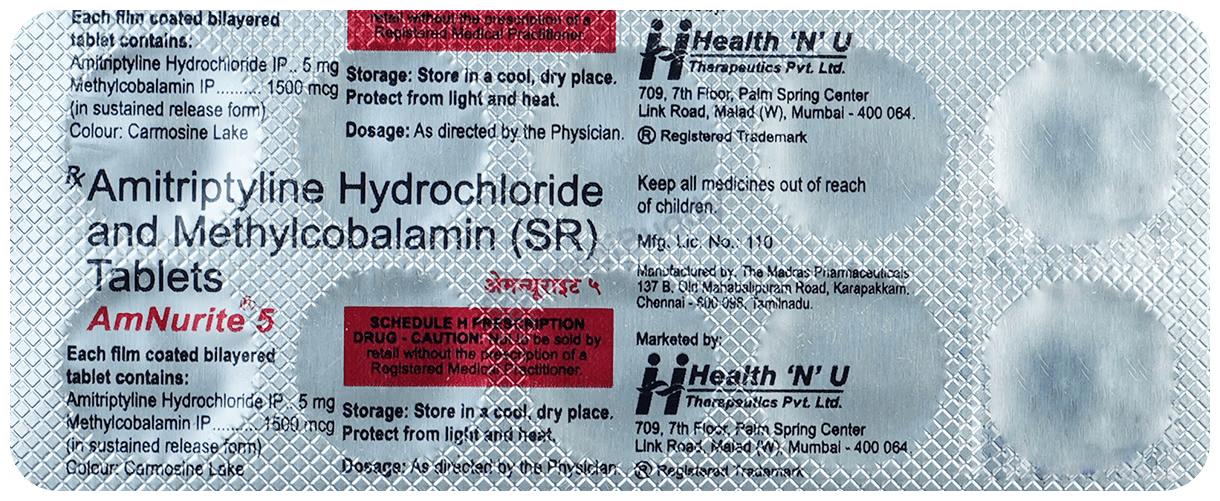 Each film coated bilayered
tablet contains:
Amitriptyline Hydrochloride IP.. 5 mg
Methylcobalamin IP.......... 1500 mcg
(in sustained release form)
Colour: Carmosine Lake
retail without the prescription of a
Registered Medical Practitioner.
Storage: Store in a cool, dry place.
Protect from light and heat.
Dosage: As directed by the Physician.
Health 'N' U
Therapeutics Pvt. Ltd.
709, 7th Floor, Palm Spring Center
Link Road, Malad (W), Mumbai - 400 064.
® Registered Trademark
Rx Amitriptyline Hydrochloride
and Methylcobalamin (SR)
Tablets
AmNurite® 5
एमन्यूराइट ५
Each film coated bilayered
tablet contains:
Amitriptyline Hydrochloride IP.. 5 mg
Methylcobalamin IP.......... 1500 mcg
(in sustained release form)
Colour: Carmosine Lake
SCHEDULE H PRESCRIPTION
DRUG - CAUTION: Not to be sold by
retail without the prescription of a
Registered Medical Practitioner.
Storage: Store in a cool, dry place.
Protect from light and heat.
Dosage: As directed by the Physician.
Keep all medicines out of reach
of children.
Mfg. Lic. No.: 110
Manufactured by: The Madras Pharmaceuticals
137 B, Old Mahabalipuram Road, Karapakkam,
Chennai - 600 096, Tamilnadu.
Marketed by:
Health 'N' U
Therapeutics Pvt. Ltd.
709, 7th Floor, Palm Spring Center
Link Road, Malad (W), Mumbai - 400 064
® Registered Trademark